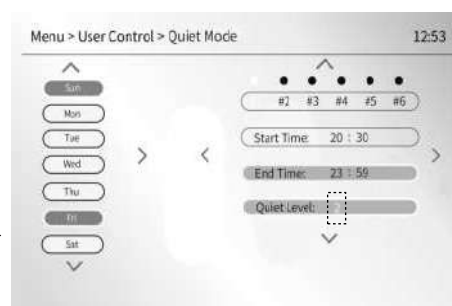 Menu > User Control > Quiet Mode 12:53
Sun
Mon
Tue
Wed
Thu
Fri
Sat
#2 #3 #4 #5 #6
Start Time: 20 : 30
End Time: 23 : 59
Quiet Level: